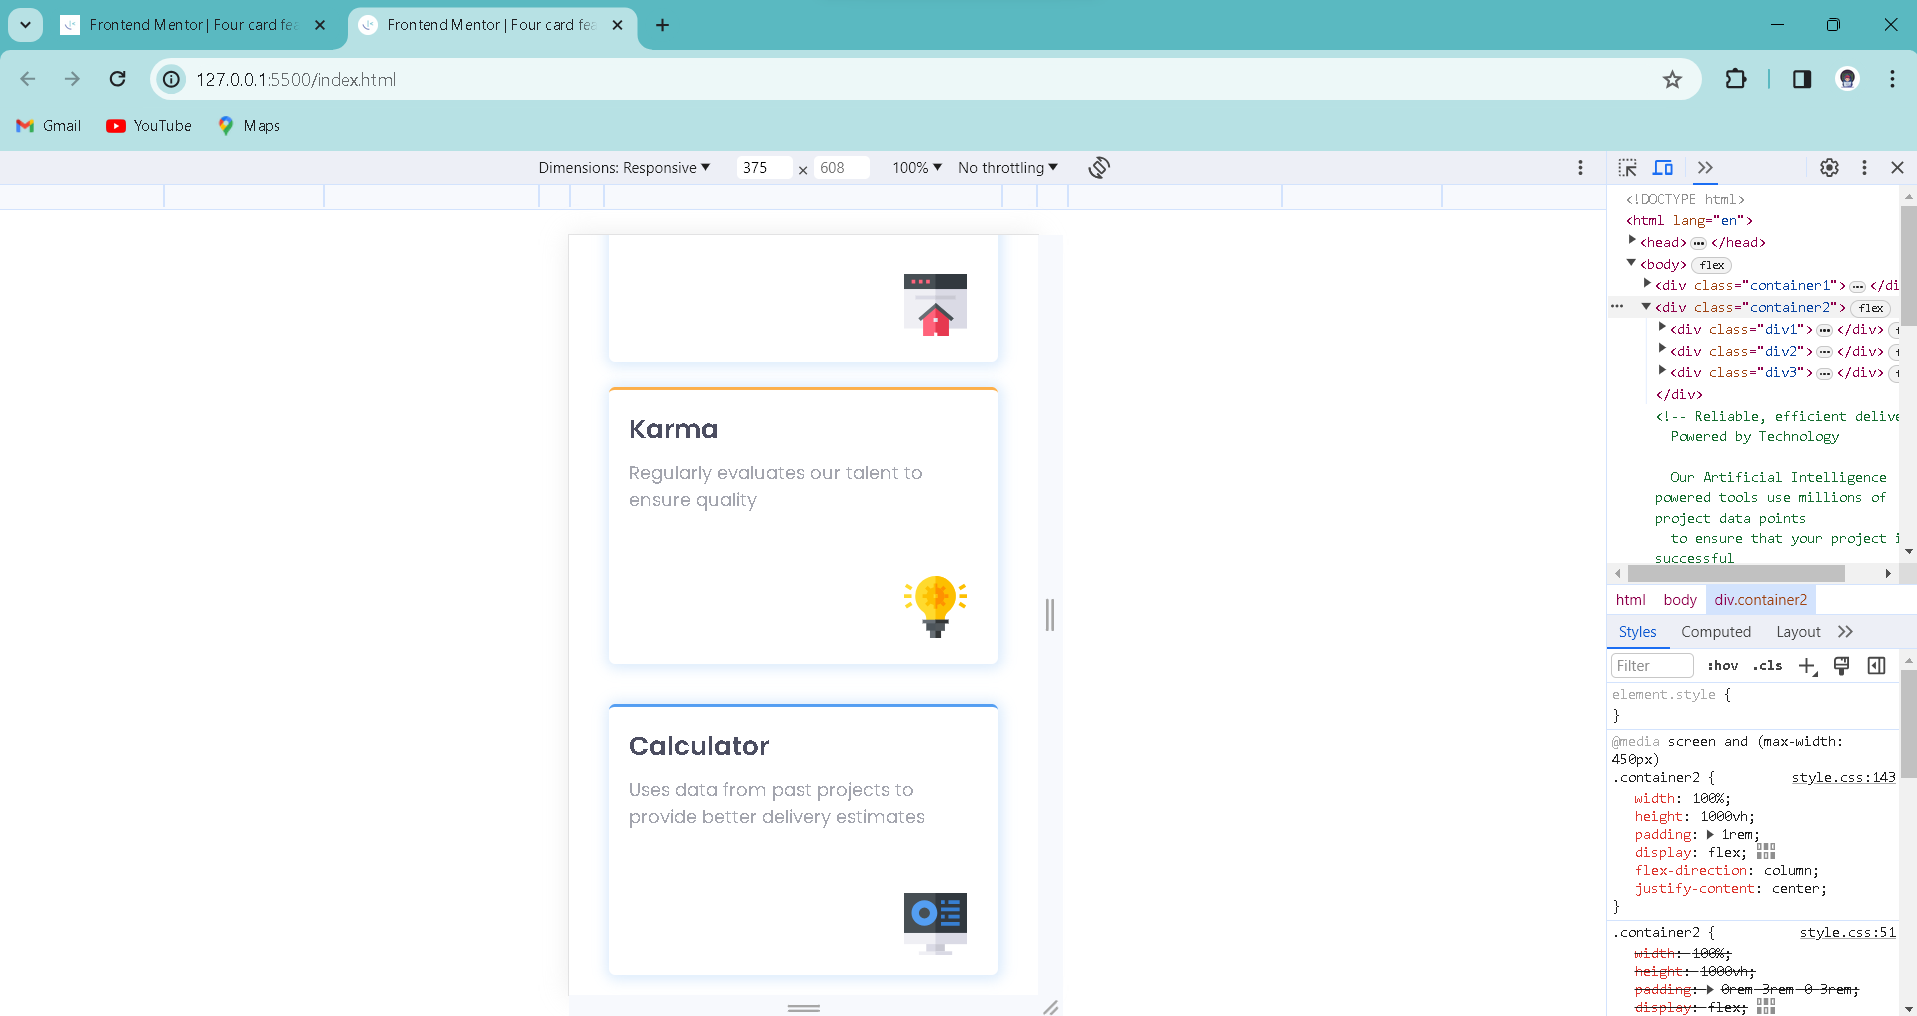 Frontend Mentor | Four card fea
Frontend Mentor | Four card fea
127.0.0.1:5500/index.html
Gmail
YouTube
Maps
Dimensions: Responsive
375
×
608
100%
No throttling
Karma
Regularly evaluates our talent to
ensure quality
Calculator
Uses data from past projects to
provide better delivery estimates
<!DOCTYPE html>
<html lang="en">
<head> ••• </head>
<body> flex
<div class="container1"> ••• </di
••• <div class="container2"> flex
<div class="div1"> ••• </div> f
<div class="div2"> ••• </div> f
<div class="div3"> ••• </div> f
</div>
<!-- Reliable, efficient delive
Powered by Technology
Our Artificial Intelligence
powered tools use millions of
project data points
to ensure that your project i
successful
html body div.container2
Styles Computed Layout
Filter :hov .cls
element.style {
}
@media screen and (max-width:
450px)
.container2 { style.css:143
width: 100%;
height: 1000vh;
padding: 1rem;
display: flex;
flex-direction: column;
justify-content: center;
}
.container2 { style.css:51
width: 100%;
height: 1000vh;
padding: 0rem 3rem 0 3rem;
display: flex;